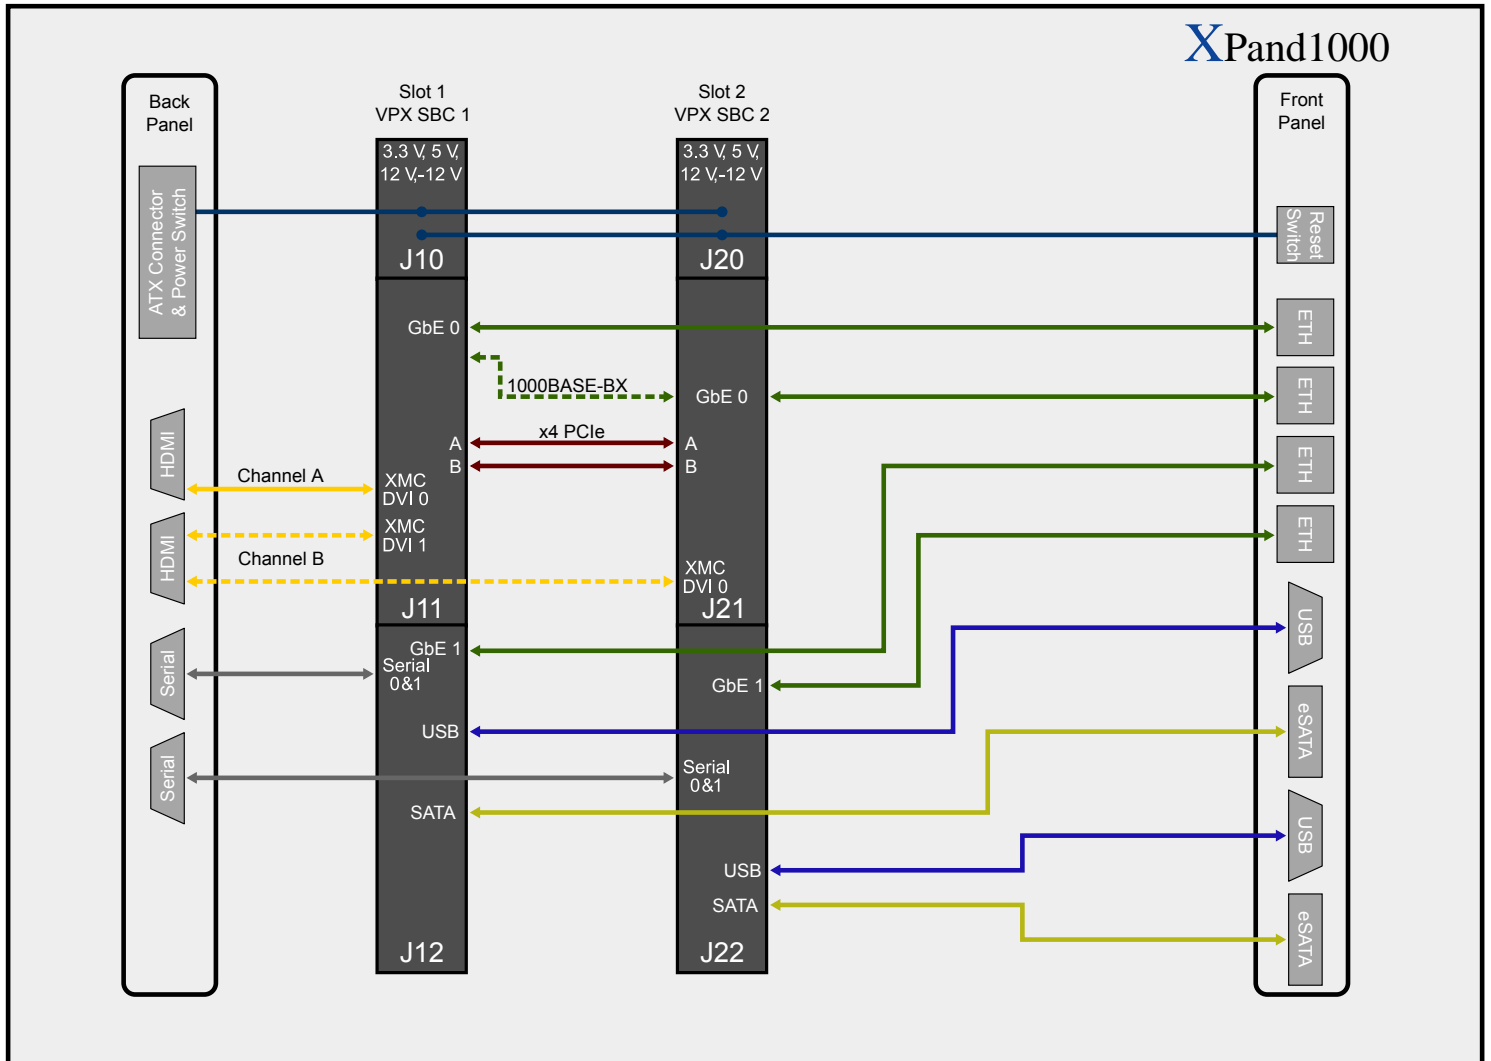 XPand1000
Back
Panel
Slot 1
VPX SBC 1
Slot 2
VPX SBC 2
Front
Panel
3.3 V, 5 V,
12 V,-12 V
3.3 V, 5 V,
12 V,-12 V
ATX Connector
& Power Switch
J10
J20
Reset
Switch
GbE 0
ETH
1000BASE-BX
GbE 0
ETH
x4 PCIe
A
A
B
B
ETH
HDMI
Channel A
XMC
DVI 0
XMC
DVI 1
ETH
HDMI
Channel B
XMC
DVI 0
J11
J21
USB
GbE 1
Serial
0&1
Serial
GbE 1
USB
eSATA
Serial
Serial
0&1
SATA
USB
USB
SATA
eSATA
J12
J22